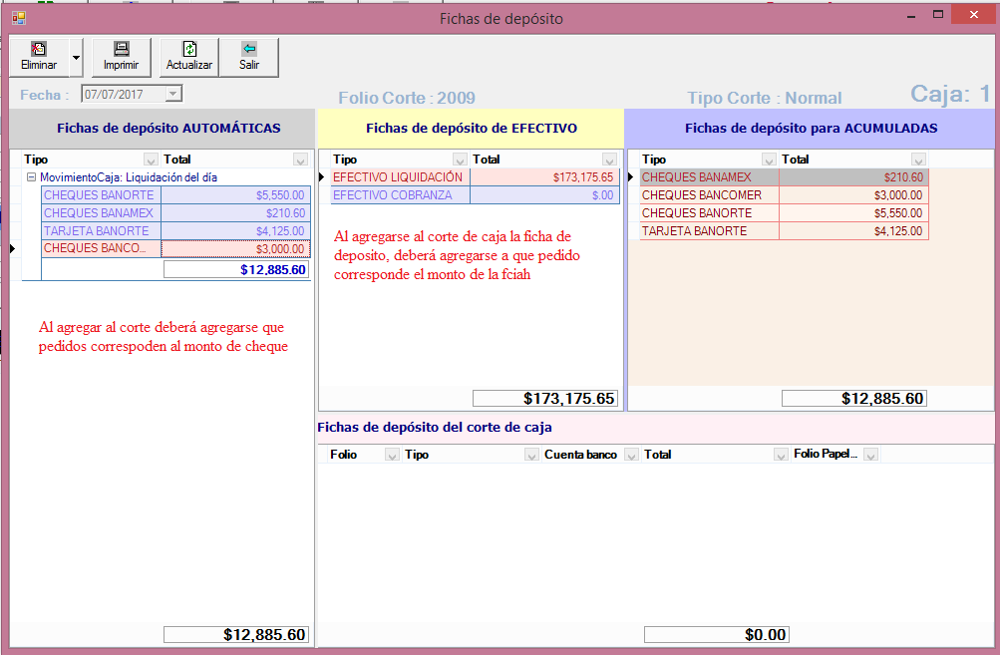 Fichas de depósito
Eliminar Imprimir Actualizar Salir
Fecha : 07/07/2017 Folio Corte : 2009 Tipo Corte : Normal Caja: 1
Fichas de depósito AUTOMÁTICAS
Tipo Total
MovimientoCaja: Liquidación del día
CHEQUES BANORTE $5,550.00
CHEQUES BANAMEX $210.60
TARJETA BANORTE $4,125.00
CHEQUES BANCO... $3,000.00
$12,885.60
Al agregar al corte deberá agregarse que
pedidos correspoden al monto de cheque
$12,885.60
Fichas de depósito de EFECTIVO
Tipo Total
EFECTIVO LIQUIDACIÓN $173,175.65
EFECTIVO COBRANZA $.00
Al agregarse al corte de caja la ficha de
deposito, deberá agregarse a que pedido
corresponde el monto de la fciah
$173,175.65
Fichas de depósito para ACUMULADAS
Tipo Total
CHEQUES BANAMEX $210.60
CHEQUES BANCOMER $3,000.00
CHEQUES BANORTE $5,550.00
TARJETA BANORTE $4,125.00
$12,885.60
Fichas de depósito del corte de caja
Folio Tipo Cuenta banco Total Folio Papel...
$0.00